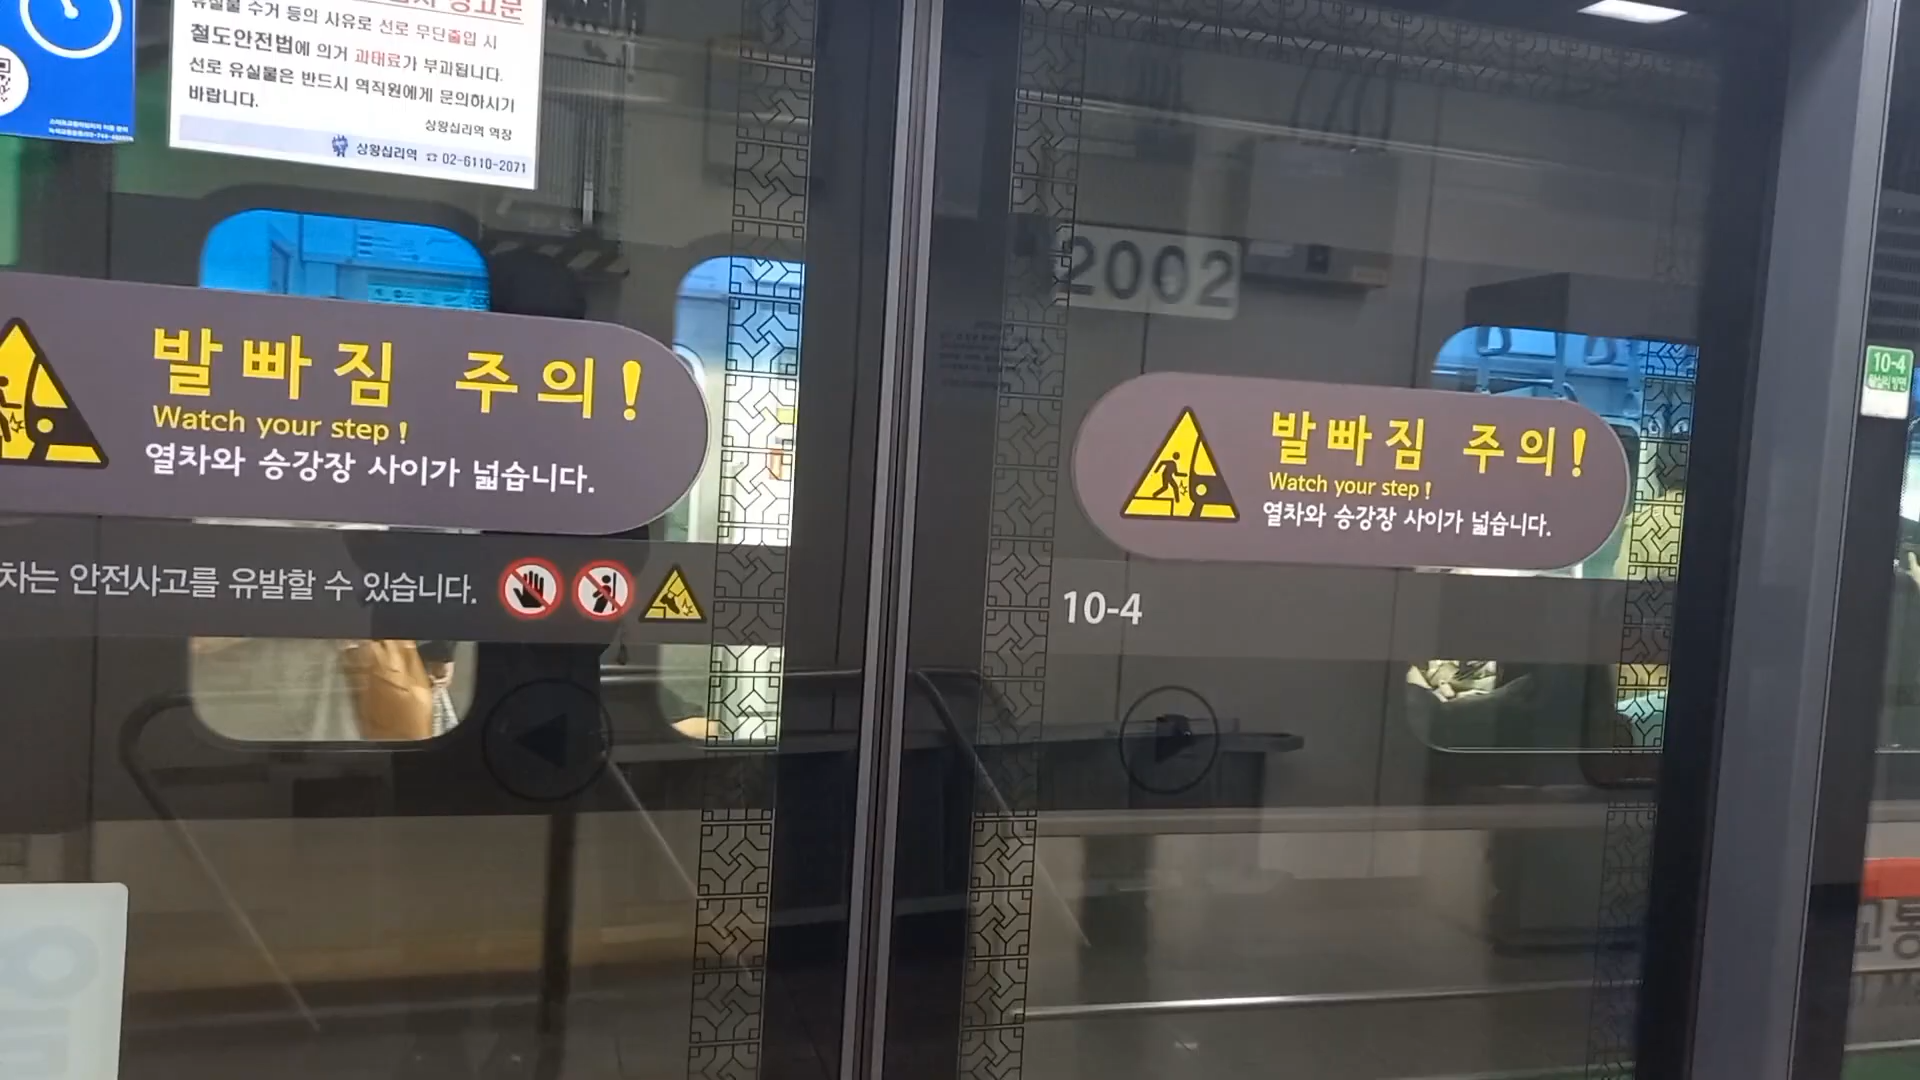 유실물 수거 등의 사유로 선로 무단출입 시
철도안전법에 의거 과태료가 부과됩니다.
선로 유실물은 반드시 역직원에게 문의하시기
바랍니다.
상왕십리역 역장
상왕십리역 ☎ 02-6110-2071
2002
발빠짐 주의!
Watch your step !
열차와 승강장 사이가 넓습니다.
발빠짐 주의!
Watch your step !
열차와 승강장 사이가 넓습니다.
10-4
차는 안전사고를 유발할 수 있습니다.
10-4